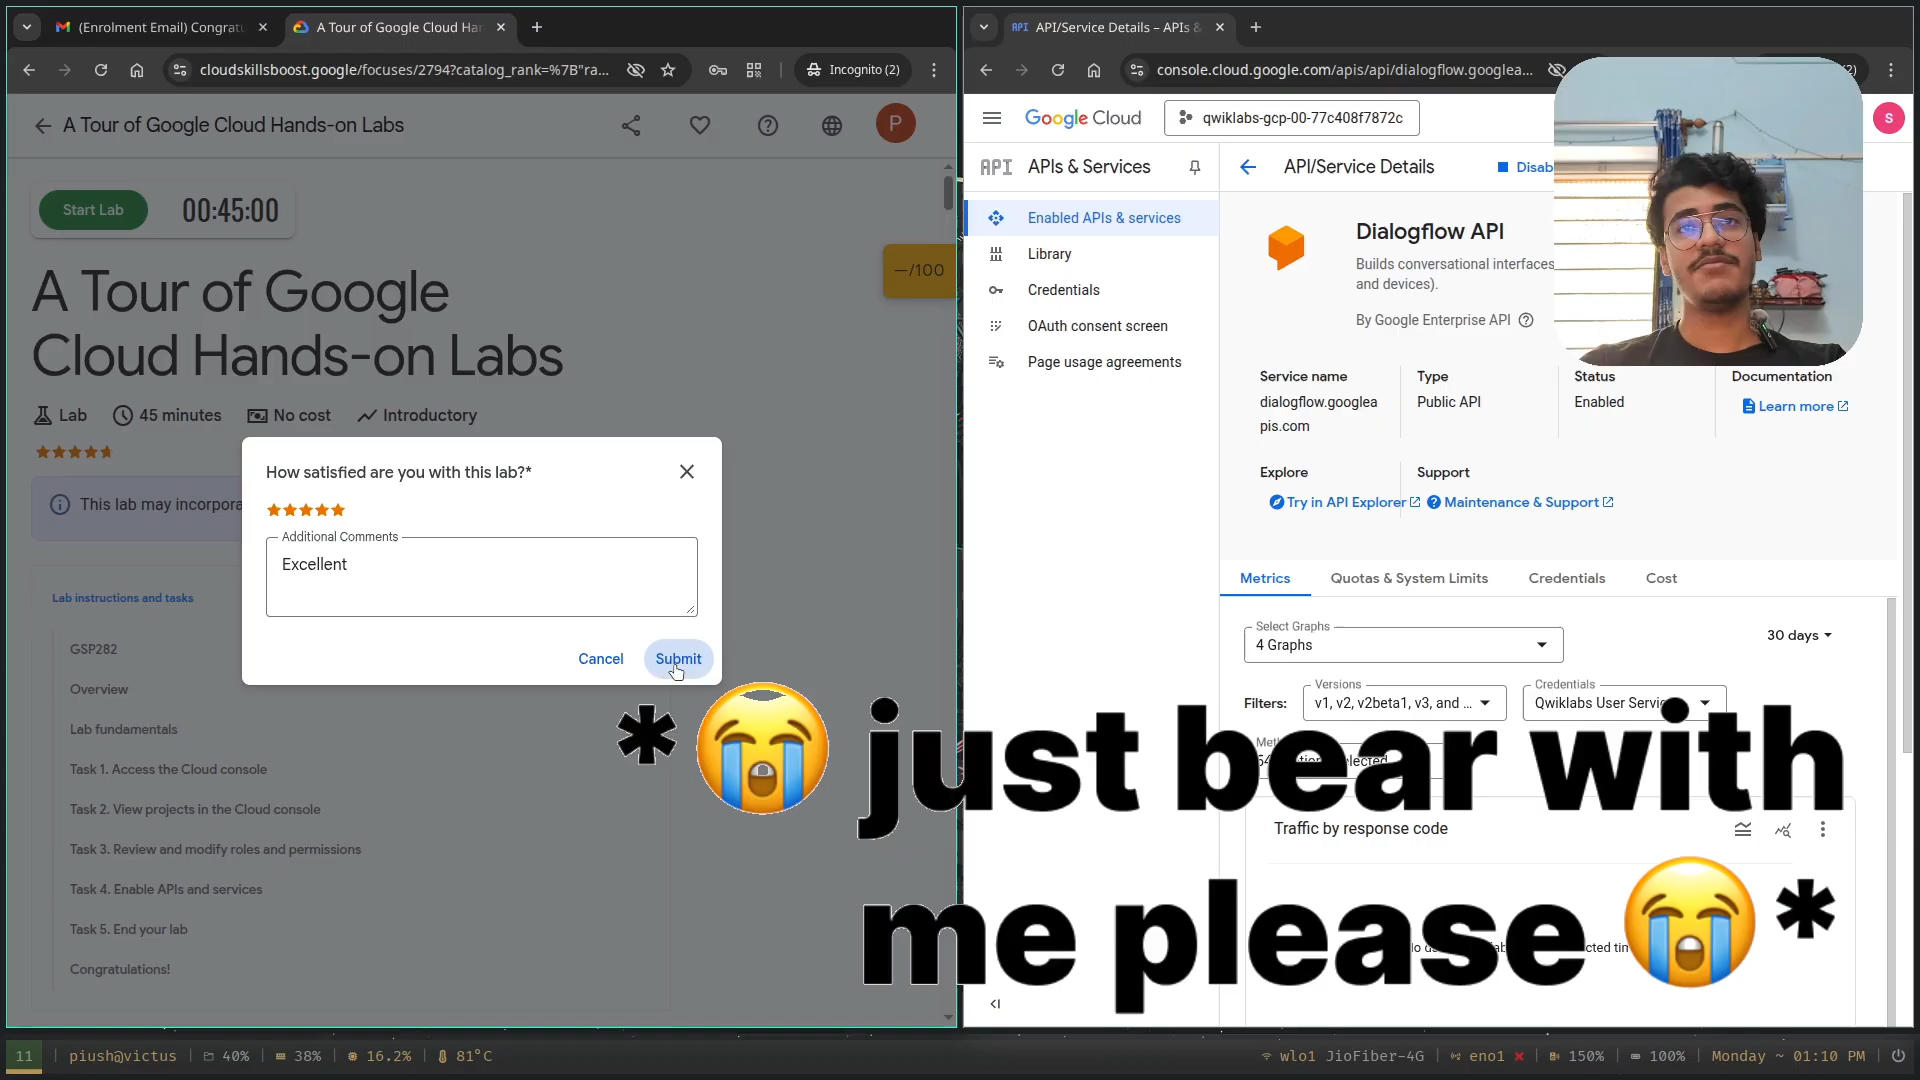 (Enrolment Email) Congratu
A Tour of Google Cloud Han
cloudskillsboost.google/focuses/2794?catalog_rank=%7B"ra...
Incognito (2)
A Tour of Google Cloud Hands-on Labs
P
Start Lab
00:45:00
—/100
A Tour of Google
Cloud Hands-on Labs
Lab
45 minutes
No cost
Introductory
This lab may incorpora
How satisfied are you with this lab?*
Additional Comments
Excellent
Cancel
Submit
Lab instructions and tasks
GSP282
Overview
Lab fundamentals
Task 1. Access the Cloud console
Task 2. View projects in the Cloud console
Task 3. Review and modify roles and permissions
Task 4. Enable APIs and services
Task 5. End your lab
Congratulations!
API API/Service Details – APIs &
console.cloud.google.com/apis/api/dialogflow.googlea...
2)
Google Cloud
qwiklabs-gcp-00-77c408f7872c
S
API APIs & Services
API/Service Details
Disab
Enabled APIs & services
Library
Credentials
OAuth consent screen
Page usage agreements
Dialogflow API
Builds conversational interfaces
and devices).
By Google Enterprise API
Service name
dialogflow.googlea
pis.com
Type
Public API
Status
Enabled
Documentation
Learn more
Explore
Try in API Explorer
Support
Maintenance & Support
Metrics
Quotas & System Limits
Credentials
Cost
Select Graphs
4 Graphs
30 days
Filters:
Versions
v1, v2, v2beta1, v3, and ...
Credentials
Qwiklabs User Servic
Traffic by response code
* 😭 just bear with
me please 😭 *
11 | piush@victus | 40% | 38% | 16.2% | 81°C
wlo1 JioFiber-4G | eno1 | 150% | 100% | Monday ~ 01:10 PM